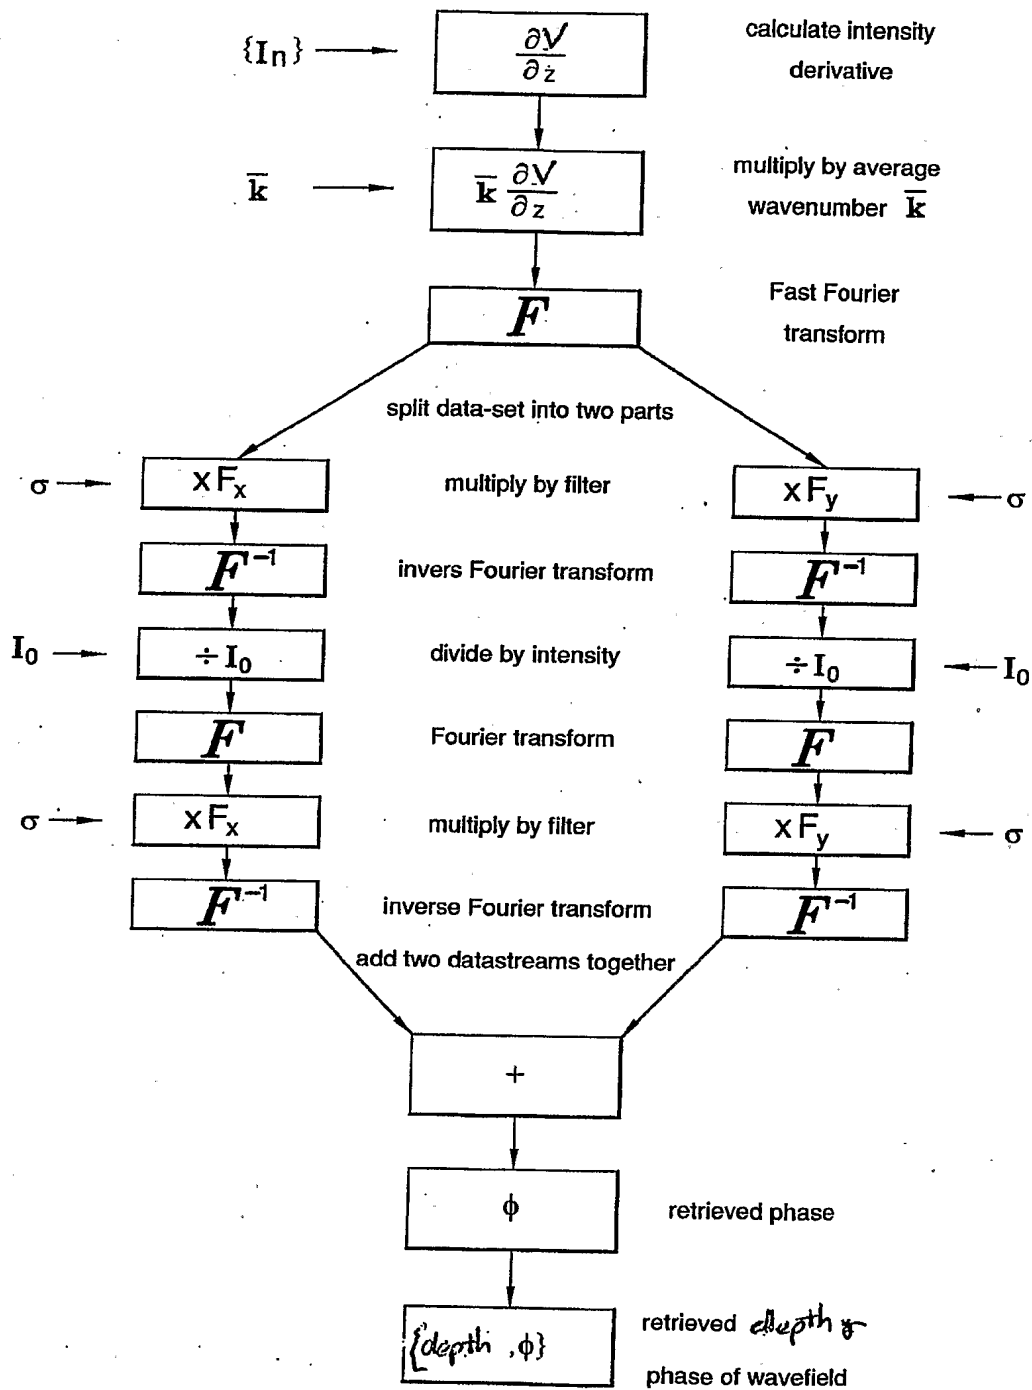 {In}
∂V
∂z
calculate intensity
derivative
k̅
k̅ ∂V
∂z
multiply by average
wavenumber k̅
F
Fast Fourier
transform
split data-set into two parts
σ
x Fx
multiply by filter
x Fy
σ
F⁻¹
invers Fourier transform
F⁻¹
I₀
÷ I₀
divide by intensity
÷ I₀
I₀
F
Fourier transform
F
σ
x Fx
multiply by filter
x Fy
σ
F⁻¹
inverse Fourier transform
F⁻¹
add two datastreams together
+
ϕ
retrieved phase
{depth , ϕ}
retrieved depth
phase of wavefield